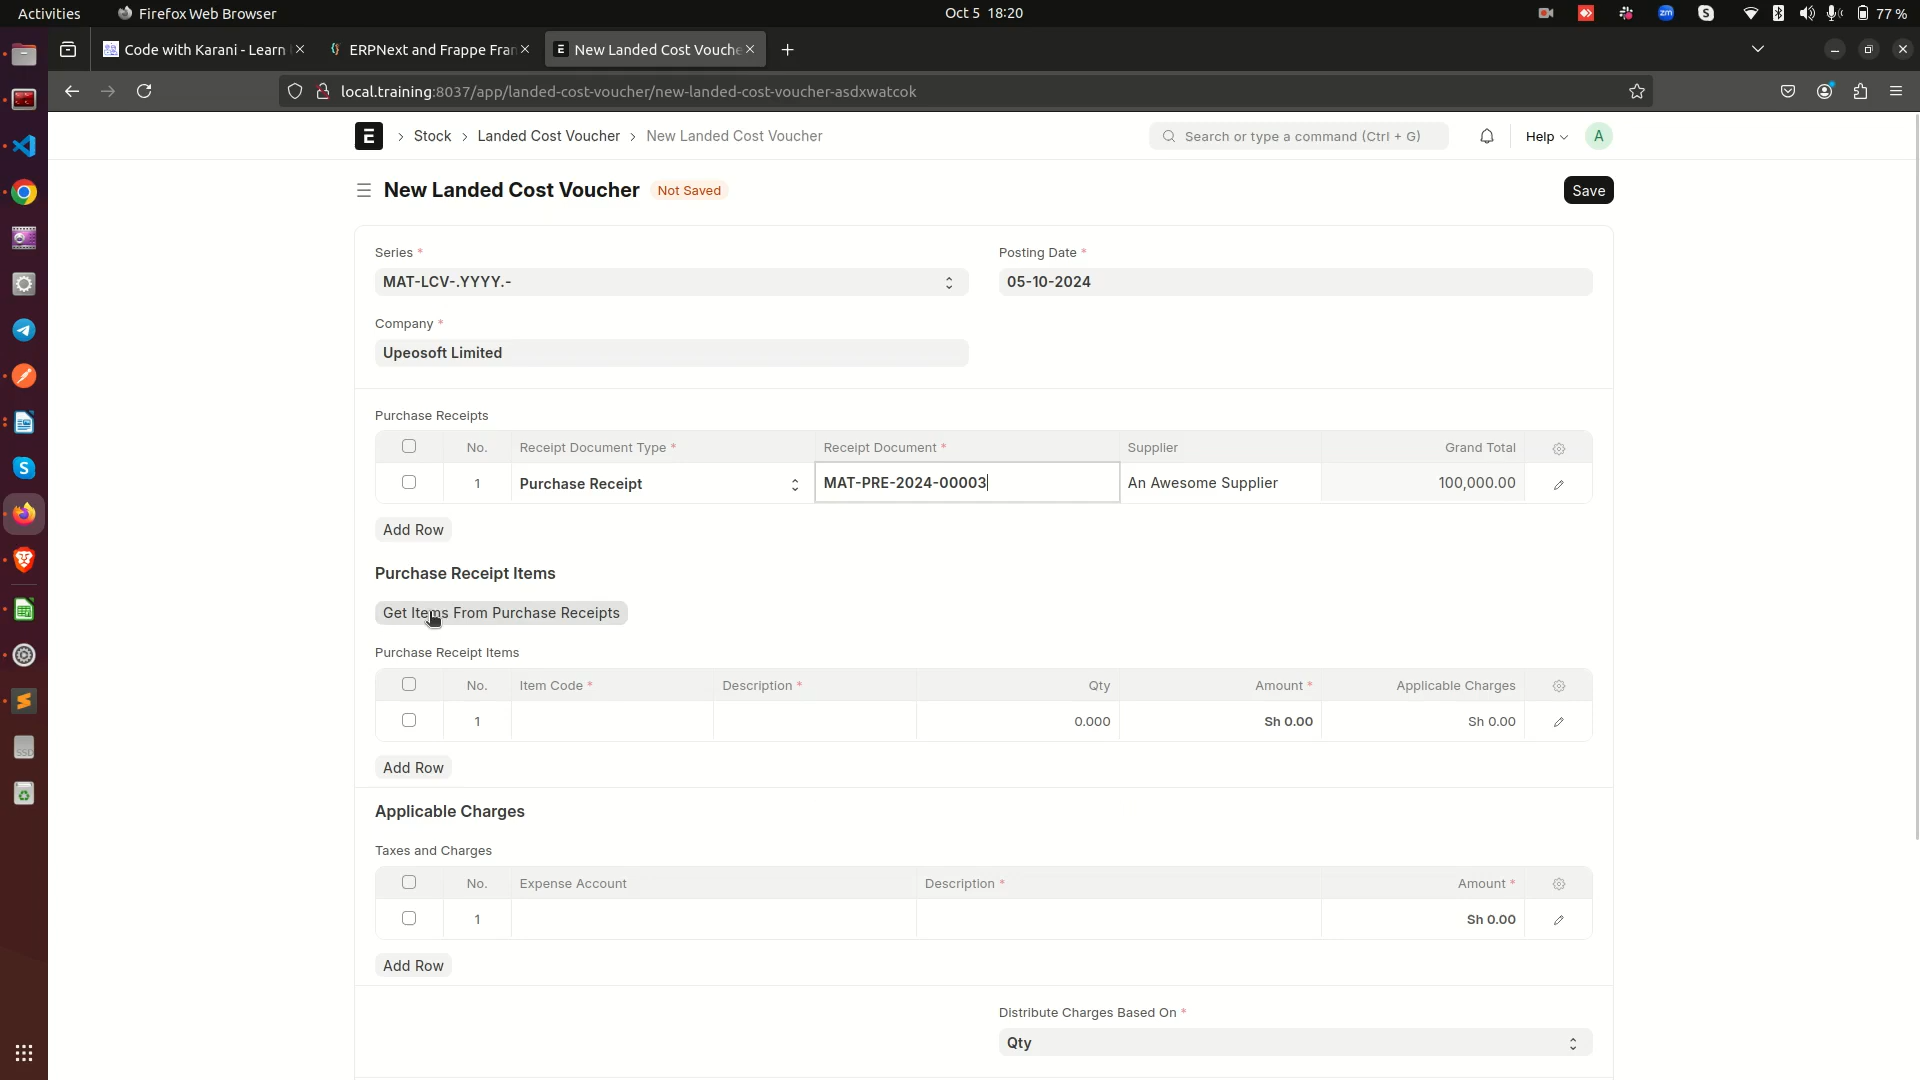 Activities
Firefox Web Browser
Oct 5 18:20
77 %
Code with Karani - Learn
ERPNext and Frappe Fran
New Landed Cost Vouche
local.training:8037/app/landed-cost-voucher/new-landed-cost-voucher-asdxwatcok
E
Stock
Landed Cost Voucher
New Landed Cost Voucher
Search or type a command (Ctrl + G)
Help
A
New Landed Cost Voucher
Not Saved
Save
Series *
Posting Date *
MAT-LCV-.YYYY.-
05-10-2024
Company *
Upeosoft Limited
Purchase Receipts
No. Receipt Document Type * Receipt Document * Supplier Grand Total
1 Purchase Receipt MAT-PRE-2024-00003 An Awesome Supplier 100,000.00
Add Row
Purchase Receipt Items
Get Items From Purchase Receipts
Purchase Receipt Items
No. Item Code * Description * Qty Amount * Applicable Charges
1 0.000 Sh 0.00 Sh 0.00
Add Row
Applicable Charges
Taxes and Charges
No. Expense Account Description * Amount *
1 Sh 0.00
Add Row
Distribute Charges Based On *
Qty
zm
S
S
SSD